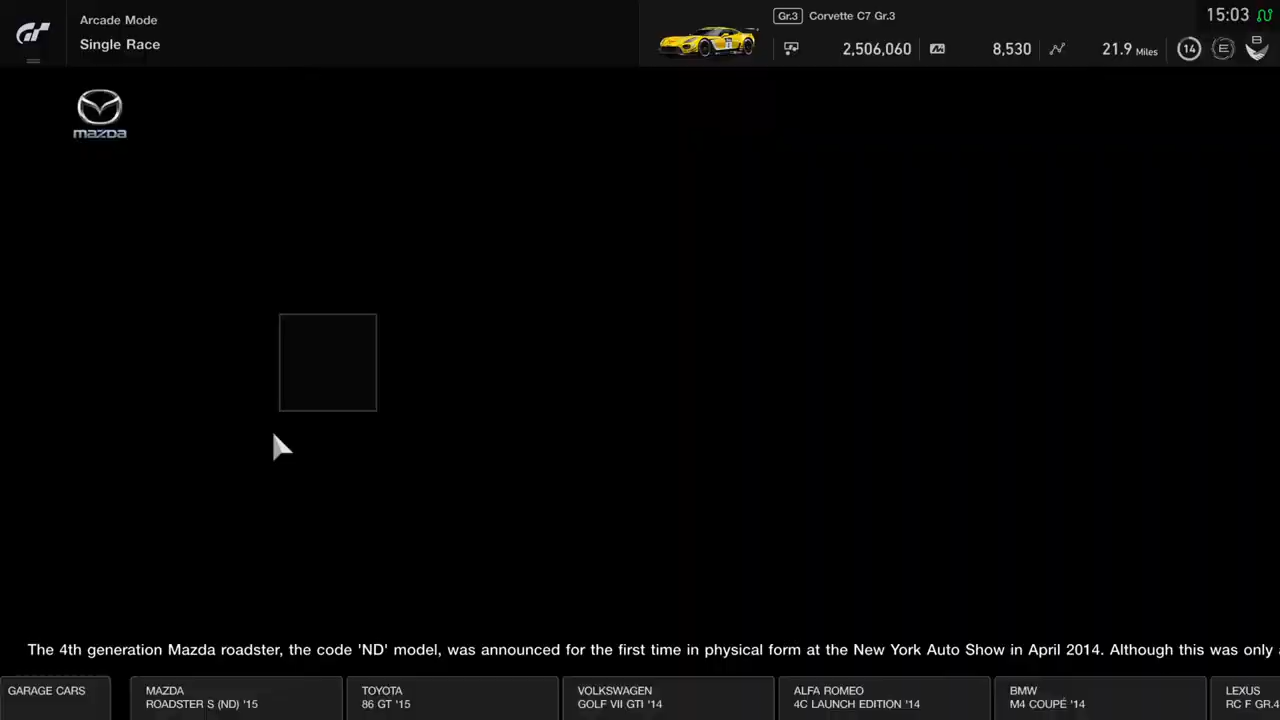 Arcade Mode
Single Race
Gr.3 Corvette C7 Gr.3
2,506,060 8,530 21.9 Miles 14 E B
15:03
mazda
The 4th generation Mazda roadster, the code 'ND' model, was announced for the first time in physical form at the New York Auto Show in April 2014. Although this was only
GARAGE CARS
MAZDA
ROADSTER S (ND) '15
TOYOTA
86 GT '15
VOLKSWAGEN
GOLF VII GTI '14
ALFA ROMEO
4C LAUNCH EDITION '14
BMW
M4 COUPÉ '14
LEXUS
RC F GR.4